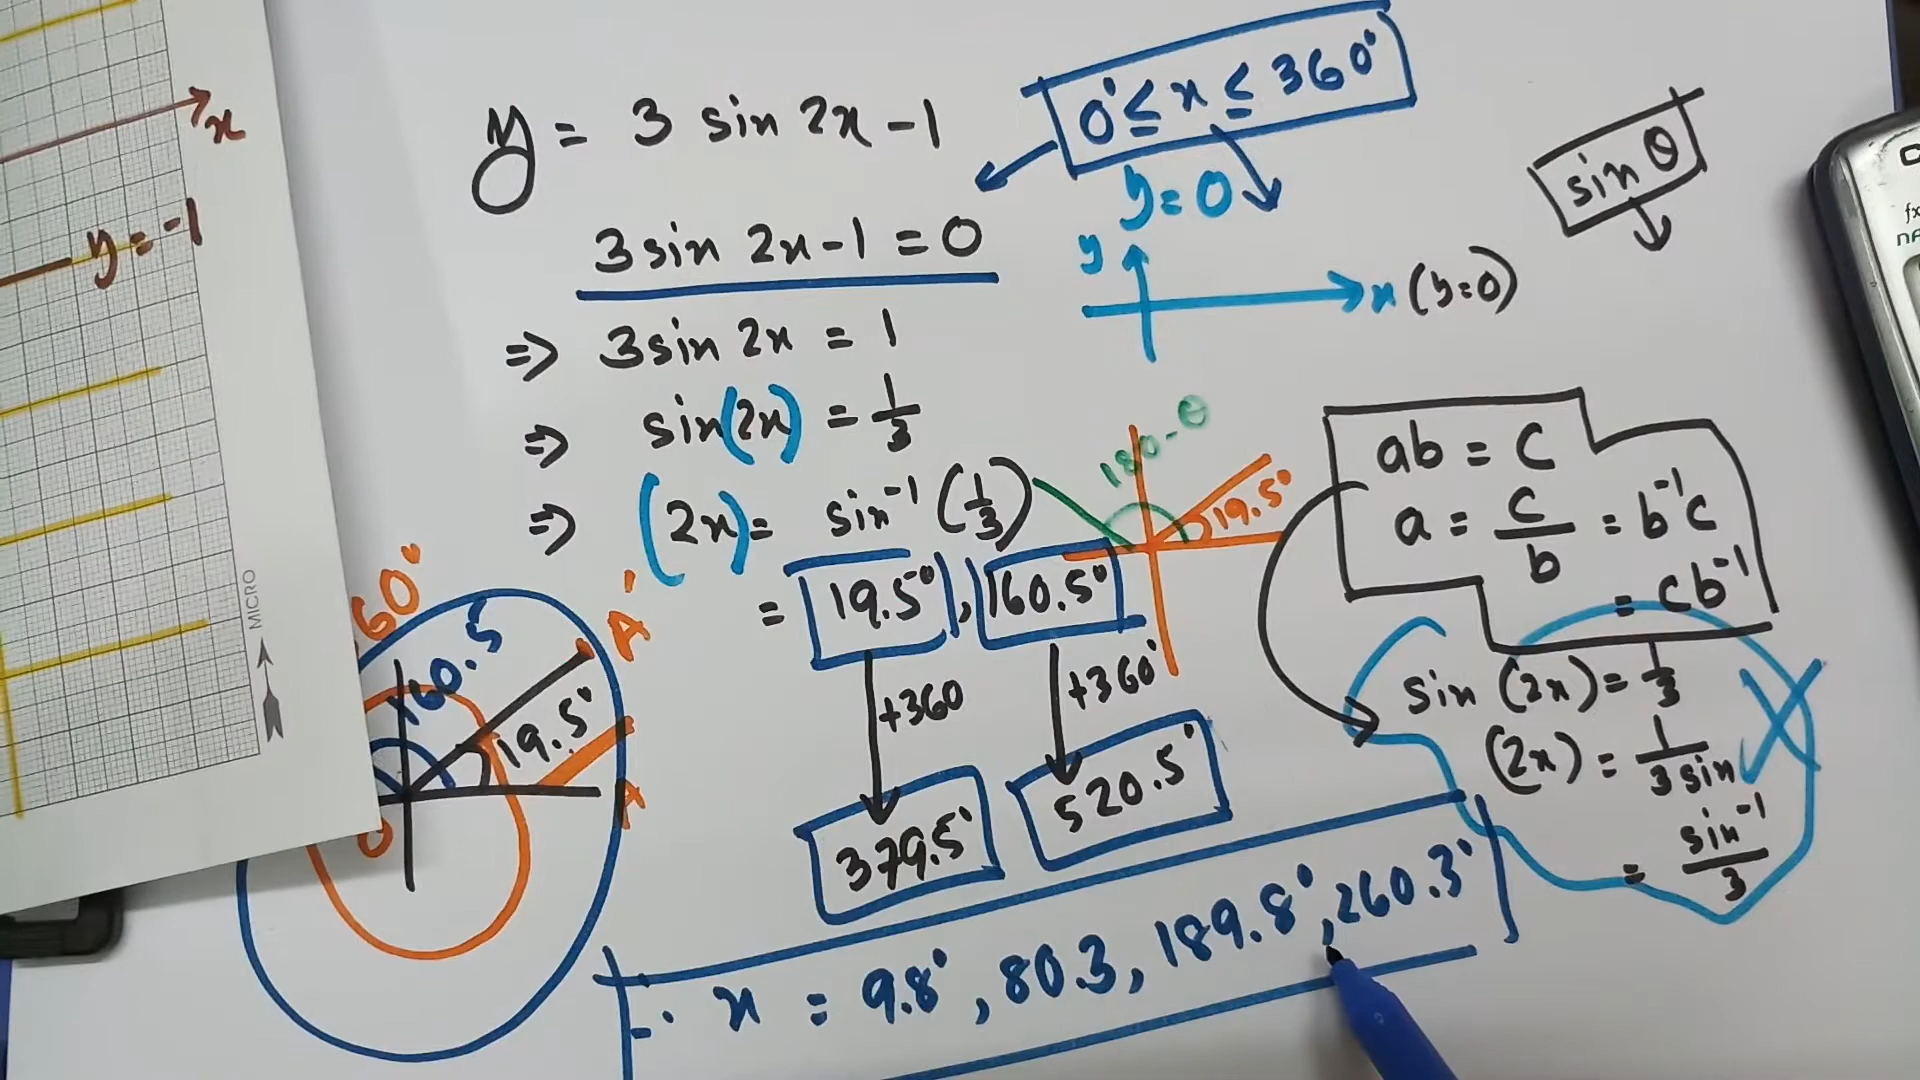 x
y = -1
MICRO
y = 3 sin 2x - 1
0° ≤ x ≤ 360°
y = 0
sin θ
3 sin 2x - 1 = 0
y
x (y=0)
⇒ 3 sin 2x = 1
⇒ sin(2x) = 1/3
⇒ (2x) = sin⁻¹ (1/3)
= 19.5°, 160.5°
180-θ
19.5°
+360
+360°
379.5°
520.5°
∴ x = 9.8°, 80.3, 189.8°, 260.3°
ab = c
a = c/b = b⁻¹c
= cb⁻¹
sin (2x) = 1/3
(2x) = 1/3 sin
= sin⁻¹/3
60°
160.5
A'
19.5°
A